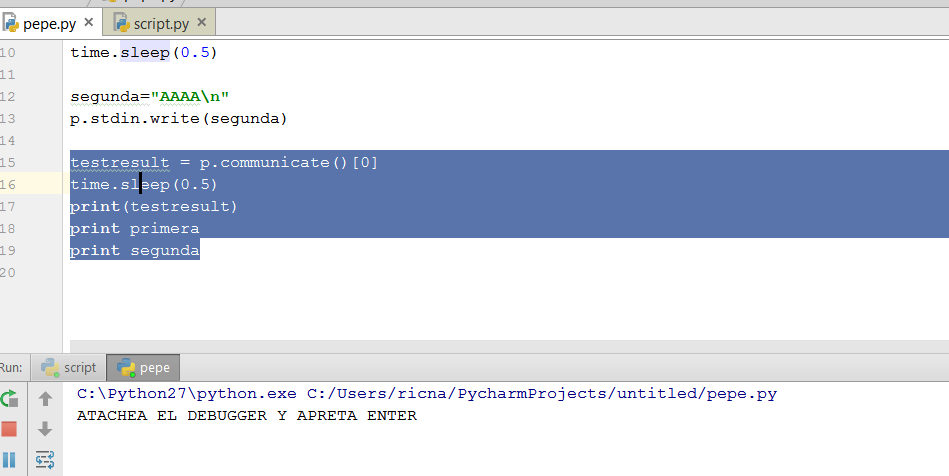 pepe.py × script.py ×
10 time.sleep(0.5)
11
12 segunda="AAAA\n"
13 p.stdin.write(segunda)
14
15 testresult = p.communicate()[0]
16 time.sleep(0.5)
17 print(testresult)
18 print primera
19 print segunda
20
Run: script pepe
C:\Python27\python.exe C:/Users/ricna/PycharmProjects/untitled/pepe.py
ATACHEA EL DEBUGGER Y APRETA ENTER